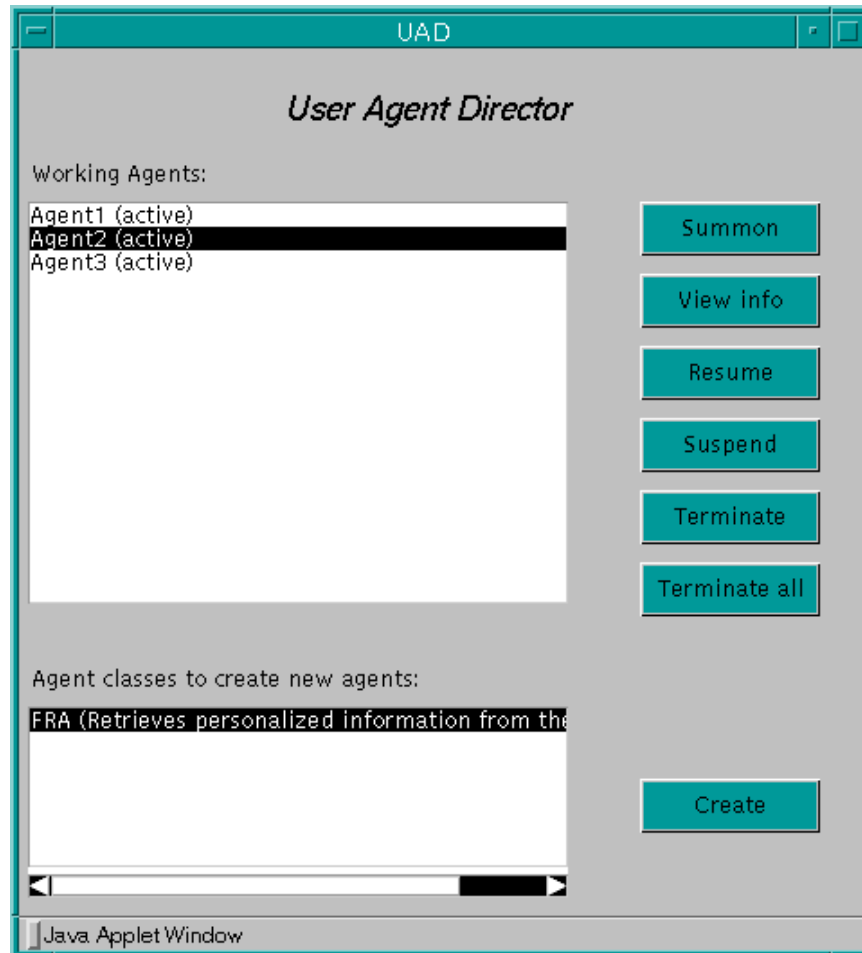 UAD
User Agent Director
Working Agents:
Agent1 (active)
Agent2 (active)
Agent3 (active)
Summon
View info
Resume
Suspend
Terminate
Terminate all
Agent classes to create new agents:
FRA (Retrieves personalized information from the
Create
Java Applet Window